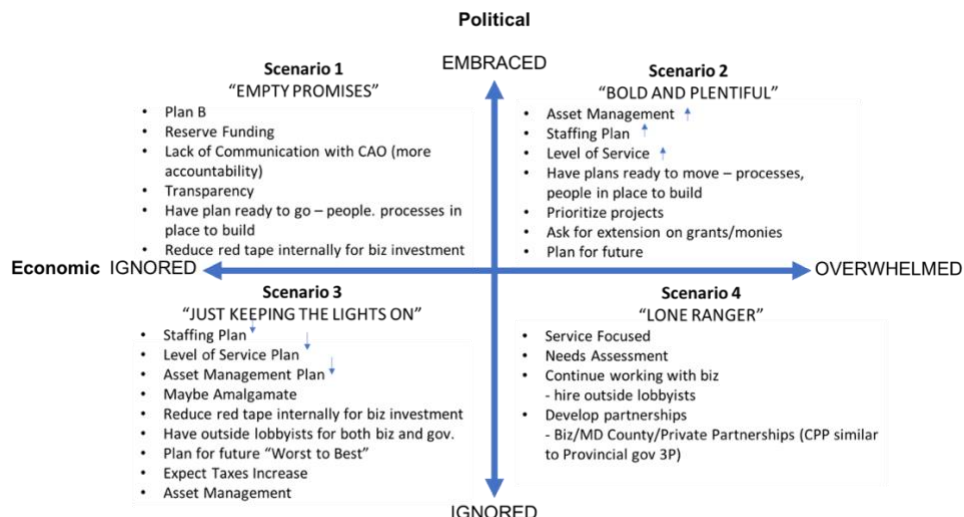 Political
EMBRACED
Scenario 1
"EMPTY PROMISES"
• Plan B
• Reserve Funding
• Lack of Communication with CAO (more
accountability)
• Transparency
• Have plan ready to go – people. processes in
place to build
• Reduce red tape internally for biz investment
Scenario 2
"BOLD AND PLENTIFUL"
• Asset Management
• Staffing Plan
• Level of Service
• Have plans ready to move – processes,
people in place to build
• Prioritize projects
• Ask for extension on grants/monies
• Plan for future
Economic IGNORED
OVERWHELMED
Scenario 3
"JUST KEEPING THE LIGHTS ON"
• Staffing Plan
• Level of Service Plan
• Asset Management Plan
• Maybe Amalgamate
• Reduce red tape internally for biz investment
• Have outside lobbyists for both biz and gov.
• Plan for future "Worst to Best"
• Expect Taxes Increase
• Asset Management
Scenario 4
"LONE RANGER"
• Service Focused
• Needs Assessment
• Continue working with biz
- hire outside lobbyists
• Develop partnerships
- Biz/MD County/Private Partnerships (CPP similar
to Provincial gov 3P)
IGNORED